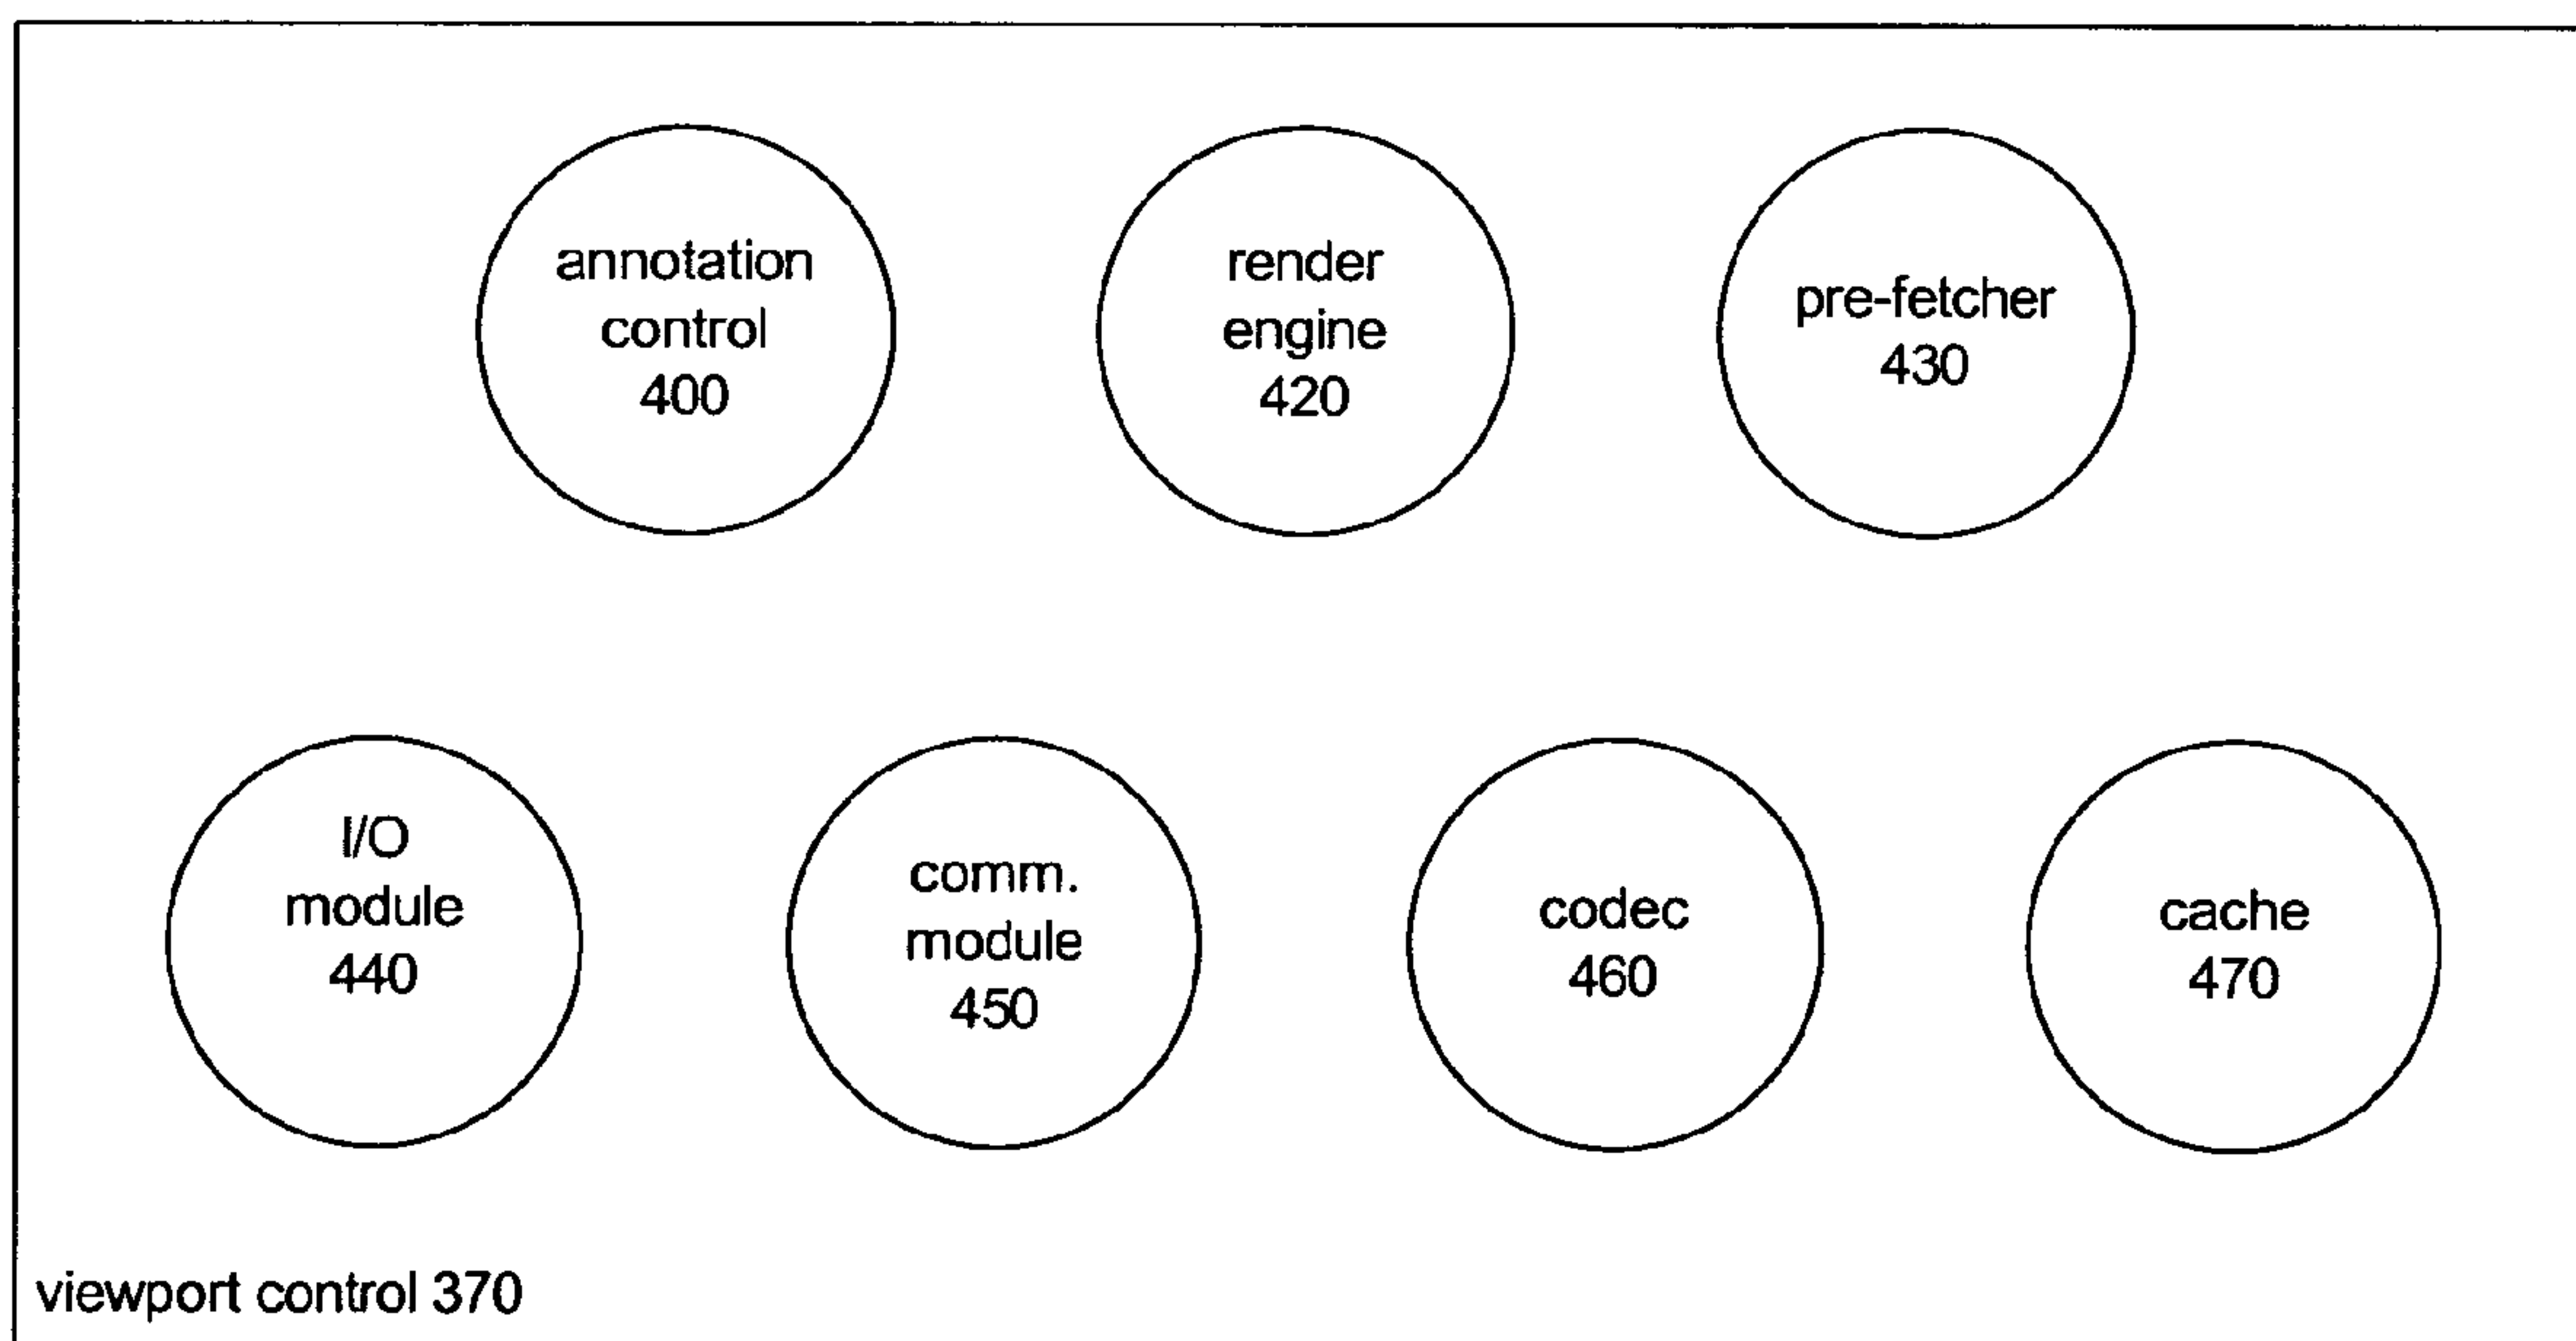 annotation
control
400
render
engine
420
pre-fetcher
430
I/O
module
440
comm.
module
450
codec
460
cache
470
viewport control 370